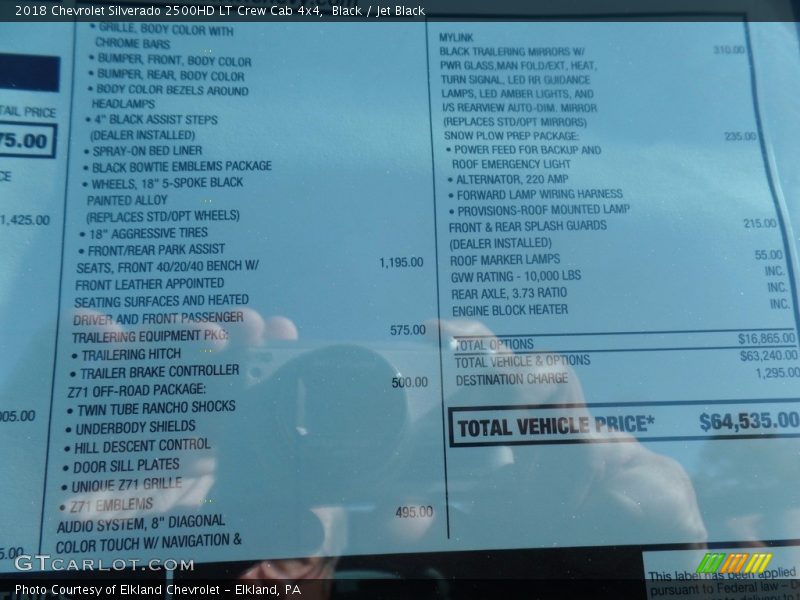 2018 Chevrolet Silverado 2500HD LT Crew Cab 4x4, Black / Jet Black
TAIL PRICE
75.00
CE
1,425.00
905.00
5.00
• GRILLE, BODY COLOR WITH
CHROME BARS
• BUMPER, FRONT, BODY COLOR
• BUMPER, REAR, BODY COLOR
• BODY COLOR BEZELS AROUND
HEADLAMPS
• 4" BLACK ASSIST STEPS
(DEALER INSTALLED)
• SPRAY-ON BED LINER
• BLACK BOWTIE EMBLEMS PACKAGE
• WHEELS, 18" 5-SPOKE BLACK
PAINTED ALLOY
(REPLACES STD/OPT WHEELS)
• 18" AGGRESSIVE TIRES
• FRONT/REAR PARK ASSIST
SEATS, FRONT 40/20/40 BENCH W/ 1,195.00
FRONT LEATHER APPOINTED
SEATING SURFACES AND HEATED
DRIVER AND FRONT PASSENGER
TRAILERING EQUIPMENT PKG: 575.00
• TRAILERING HITCH
• TRAILER BRAKE CONTROLLER
Z71 OFF-ROAD PACKAGE: 500.00
• TWIN TUBE RANCHO SHOCKS
• UNDERBODY SHIELDS
• HILL DESCENT CONTROL
• DOOR SILL PLATES
• UNIQUE Z71 GRILLE
• Z71 EMBLEMS
AUDIO SYSTEM, 8" DIAGONAL 495.00
COLOR TOUCH W/ NAVIGATION &
MYLINK
BLACK TRAILERING MIRRORS W/ 310.00
PWR GLASS,MAN FOLD/EXT, HEAT,
TURN SIGNAL, LED RR GUIDANCE
LAMPS, LED AMBER LIGHTS, AND
I/S REARVIEW AUTO-DIM. MIRROR
(REPLACES STD/OPT MIRRORS)
SNOW PLOW PREP PACKAGE: 235.00
• POWER FEED FOR BACKUP AND
ROOF EMERGENCY LIGHT
• ALTERNATOR, 220 AMP
• FORWARD LAMP WIRING HARNESS
• PROVISIONS-ROOF MOUNTED LAMP
FRONT & REAR SPLASH GUARDS 215.00
(DEALER INSTALLED)
ROOF MARKER LAMPS 55.00
GVW RATING - 10,000 LBS INC.
REAR AXLE, 3.73 RATIO INC.
ENGINE BLOCK HEATER INC.
TOTAL OPTIONS $16,865.00
TOTAL VEHICLE & OPTIONS $63,240.00
DESTINATION CHARGE 1,295.00
TOTAL VEHICLE PRICE* $64,535.00
This label has been applied
pursuant to Federal law - D
GTCARLOT.COM
Photo Courtesy of Elkland Chevrolet - Elkland, PA